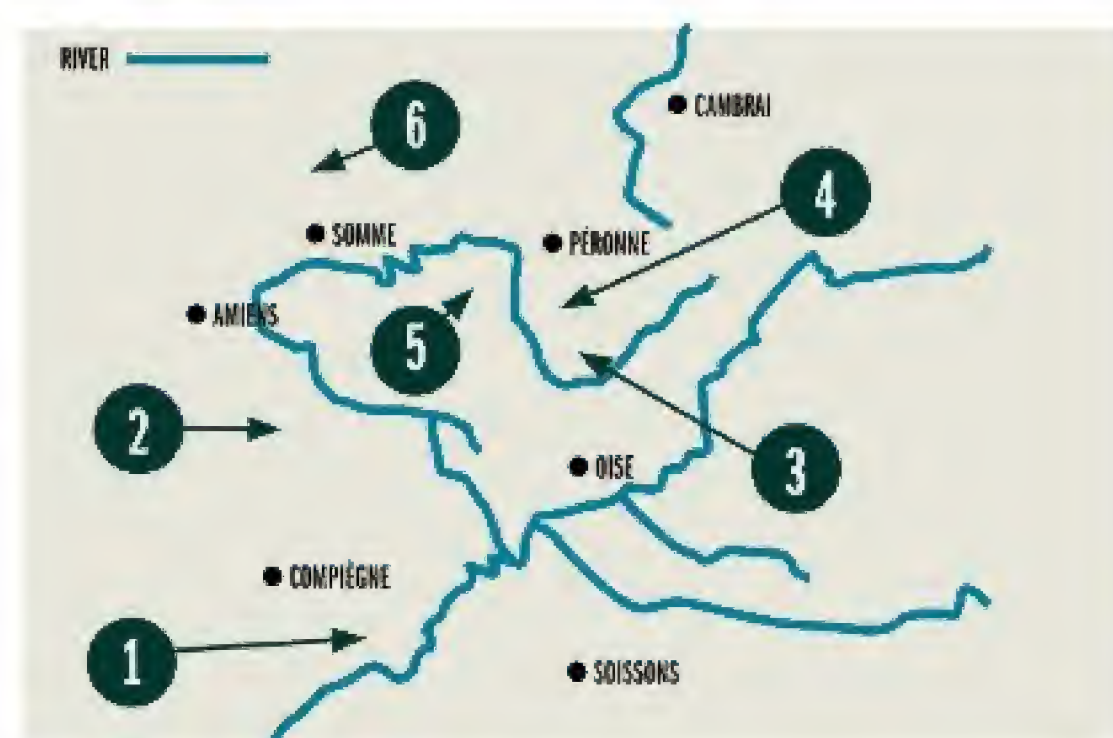 RIVER
CAMBRAI
6
4
SOMME
PÉRONNE
AMIENS
5
2
OISE
3
COMPIÈGNE
1
SOISSONS